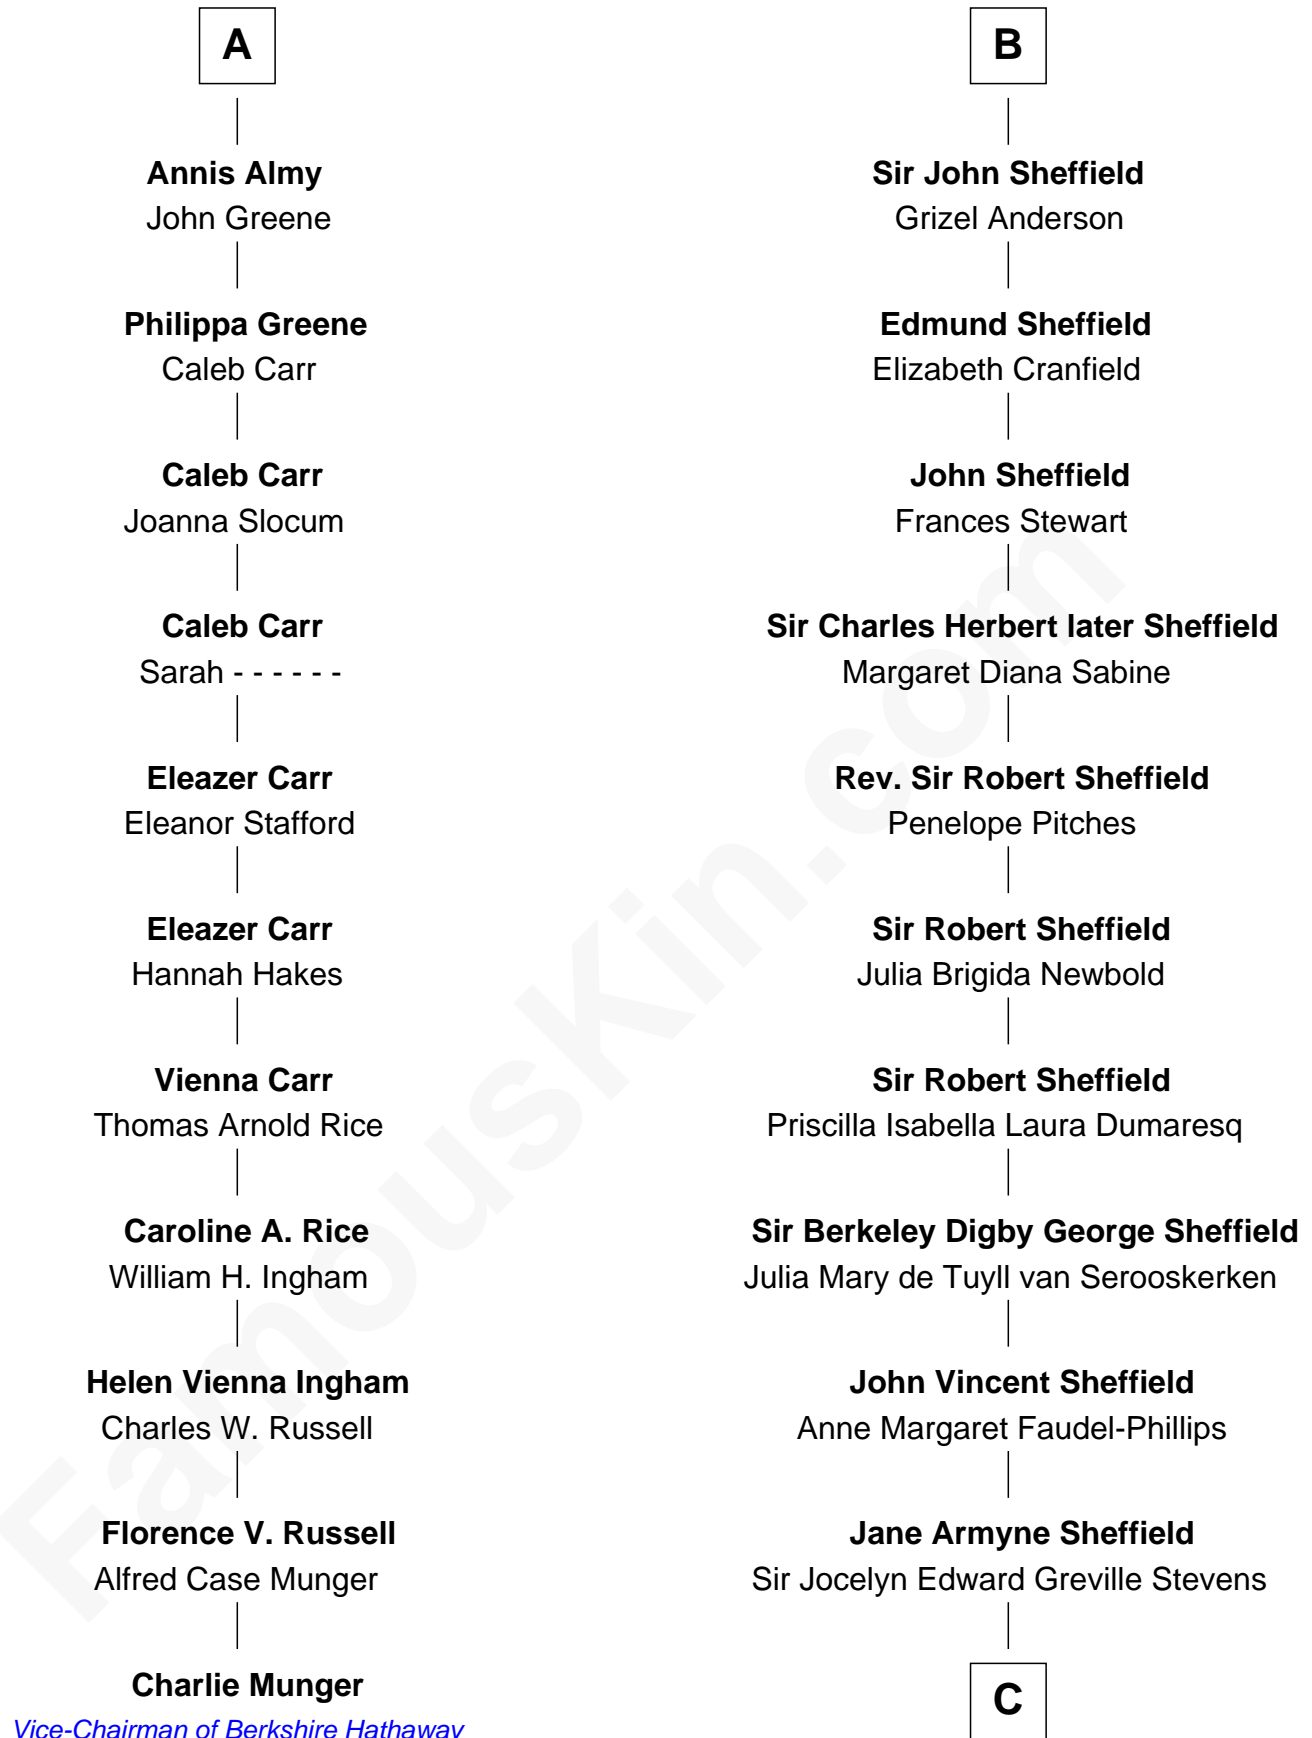 A
Annis Almy
John Greene
Philippa Greene
Caleb Carr
Caleb Carr
Joanna Slocum
Caleb Carr
Sarah - - - - - -
Eleazer Carr
Eleanor Stafford
Eleazer Carr
Hannah Hakes
Vienna Carr
Thomas Arnold Rice
Caroline A. Rice
William H. Ingham
Helen Vienna Ingham
Charles W. Russell
Florence V. Russell
Alfred Case Munger
Charlie Munger
Vice-Chairman of Berkshire Hathaway
B
Sir John Sheffield
Grizel Anderson
Edmund Sheffield
Elizabeth Cranfield
John Sheffield
Frances Stewart
Sir Charles Herbert later Sheffield
Margaret Diana Sabine
Rev. Sir Robert Sheffield
Penelope Pitches
Sir Robert Sheffield
Julia Brigida Newbold
Sir Robert Sheffield
Priscilla Isabella Laura Dumaresq
Sir Berkeley Digby George Sheffield
Julia Mary de Tuyll van Serooskerken
John Vincent Sheffield
Anne Margaret Faudel-Phillips
Jane Armyne Sheffield
Sir Jocelyn Edward Greville Stevens
C
FamousKin.com